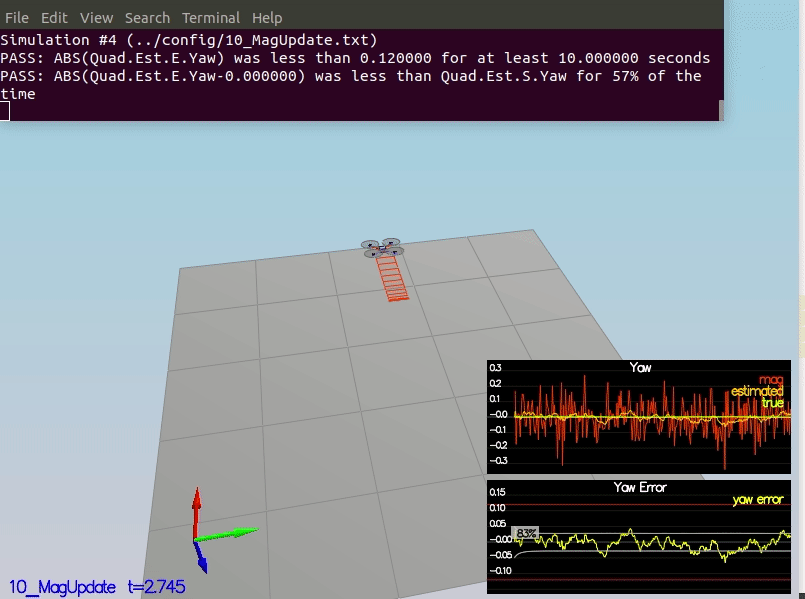 File Edit View Search Terminal Help
Simulation #4 (../config/10_MagUpdate.txt)
PASS: ABS(Quad.Est.E.Yaw) was less than 0.120000 for at least 10.000000 seconds
PASS: ABS(Quad.Est.E.Yaw-0.000000) was less than Quad.Est.S.Yaw for 57% of the
time
Yaw
0.3
0.2
0.1
-0.0
-0.1
-0.2
-0.3
mag
estimated
true
Yaw Error
0.15
0.10
0.05
-0.00
-0.05
-0.10
yaw error
83%
10_MagUpdate t=2.745